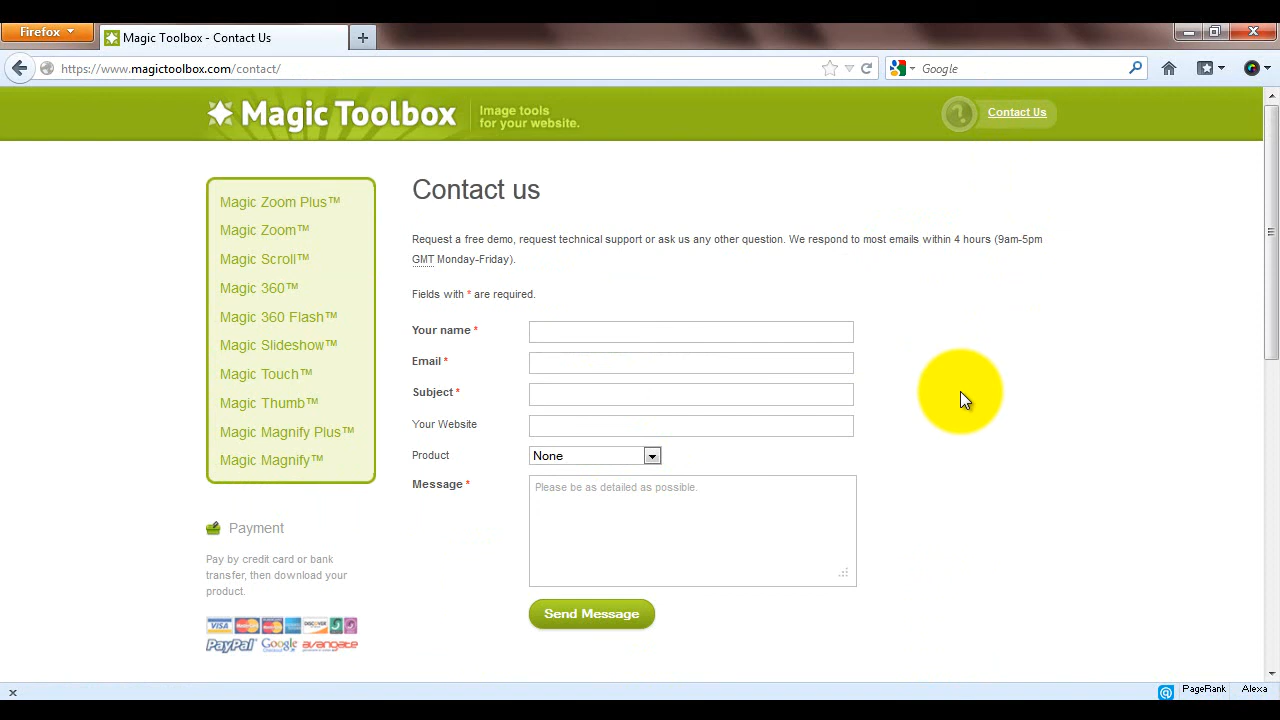 Firefox
Magic Toolbox - Contact Us
https://www.magictoolbox.com/contact/
Google
Magic Toolbox
Image tools
for your website.
Contact Us
Magic Zoom Plus™
Magic Zoom™
Magic Scroll™
Magic 360™
Magic 360 Flash™
Magic Slideshow™
Magic Touch™
Magic Thumb™
Magic Magnify Plus™
Magic Magnify™
Payment
Pay by credit card or bank
transfer, then download your
product.
VISA
DISCOVER
PayPal Google avangate
Contact us
Request a free demo, request technical support or ask us any other question. We respond to most emails within 4 hours (9am-5pm
GMT Monday-Friday).
Fields with * are required.
Your name *
Email *
Subject *
Your Website
Product None
Message * Please be as detailed as possible.
Send Message
PageRank Alexa